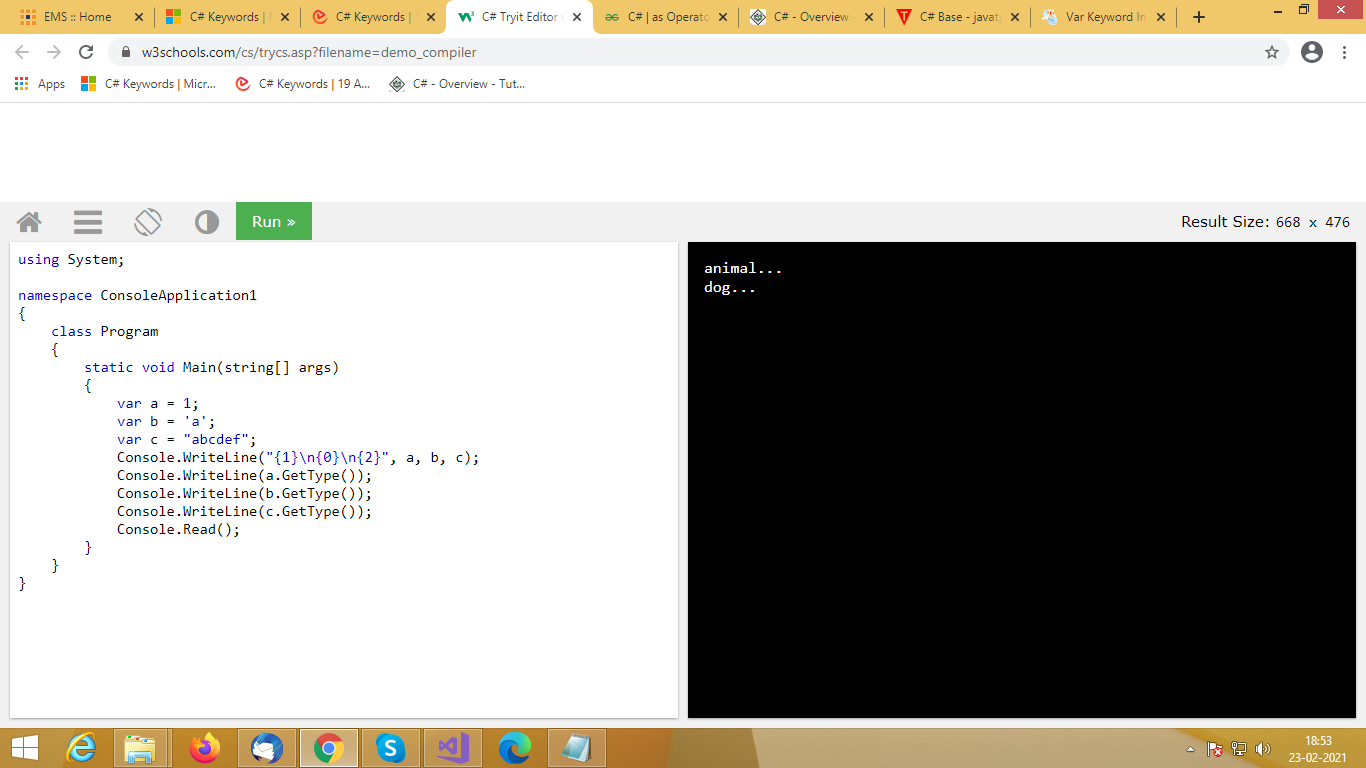 EMS :: Home
C# Keywords |
C# Keywords |
C# Tryit Editor
C# | as Operato
C# - Overview
C# Base - javat
Var Keyword In
w3schools.com/cs/trycs.asp?filename=demo_compiler
Apps
C# Keywords | Micr...
C# Keywords | 19 A...
C# - Overview - Tut...
Run »
Result Size: 668 x 476
using System;
namespace ConsoleApplication1
{
    class Program
    {
        static void Main(string[] args)
        {
            var a = 1;
            var b = 'a';
            var c = "abcdef";
            Console.WriteLine("{1}\n{0}\n{2}", a, b, c);
            Console.WriteLine(a.GetType());
            Console.WriteLine(b.GetType());
            Console.WriteLine(c.GetType());
            Console.Read();
        }
    }
}
animal...
dog...
18:53
23-02-2021